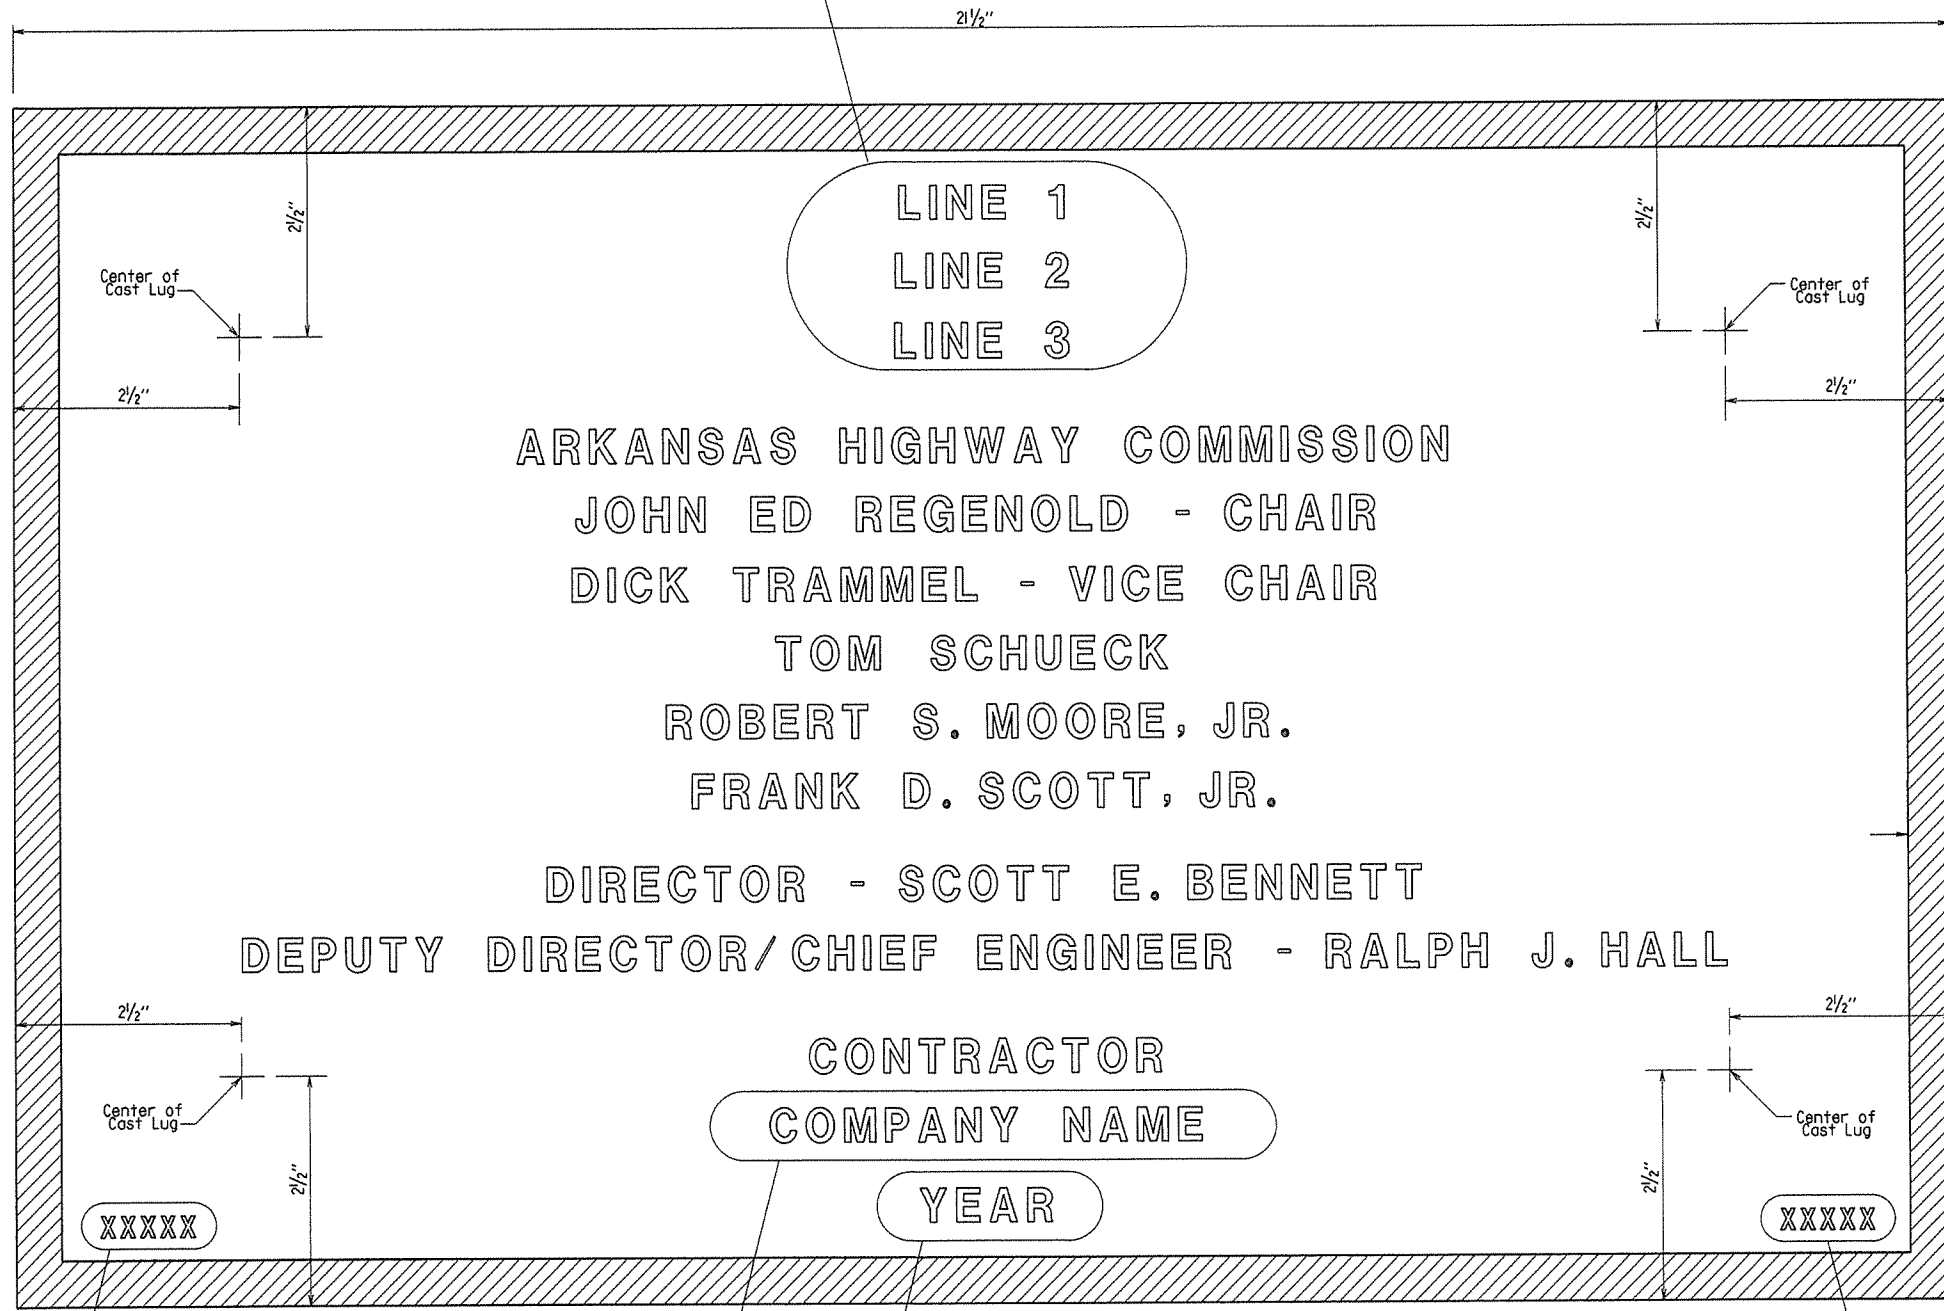 21½"
2½"
2½"
LINE 1
LINE 2
LINE 3
Center of
Cast Lug
Center of
Cast Lug
2½"
2½"
ARKANSAS HIGHWAY COMMISSION
JOHN ED REGENOLD - CHAIR
DICK TRAMMEL - VICE CHAIR
TOM SCHUECK
ROBERT S. MOORE, JR.
FRANK D. SCOTT, JR.
DIRECTOR - SCOTT E. BENNETT
DEPUTY DIRECTOR/CHIEF ENGINEER - RALPH J. HALL
2½"
2½"
CONTRACTOR
COMPANY NAME
YEAR
Center of
Cast Lug
Center of
Cast Lug
2½"
2½"
XXXXX
XXXXX